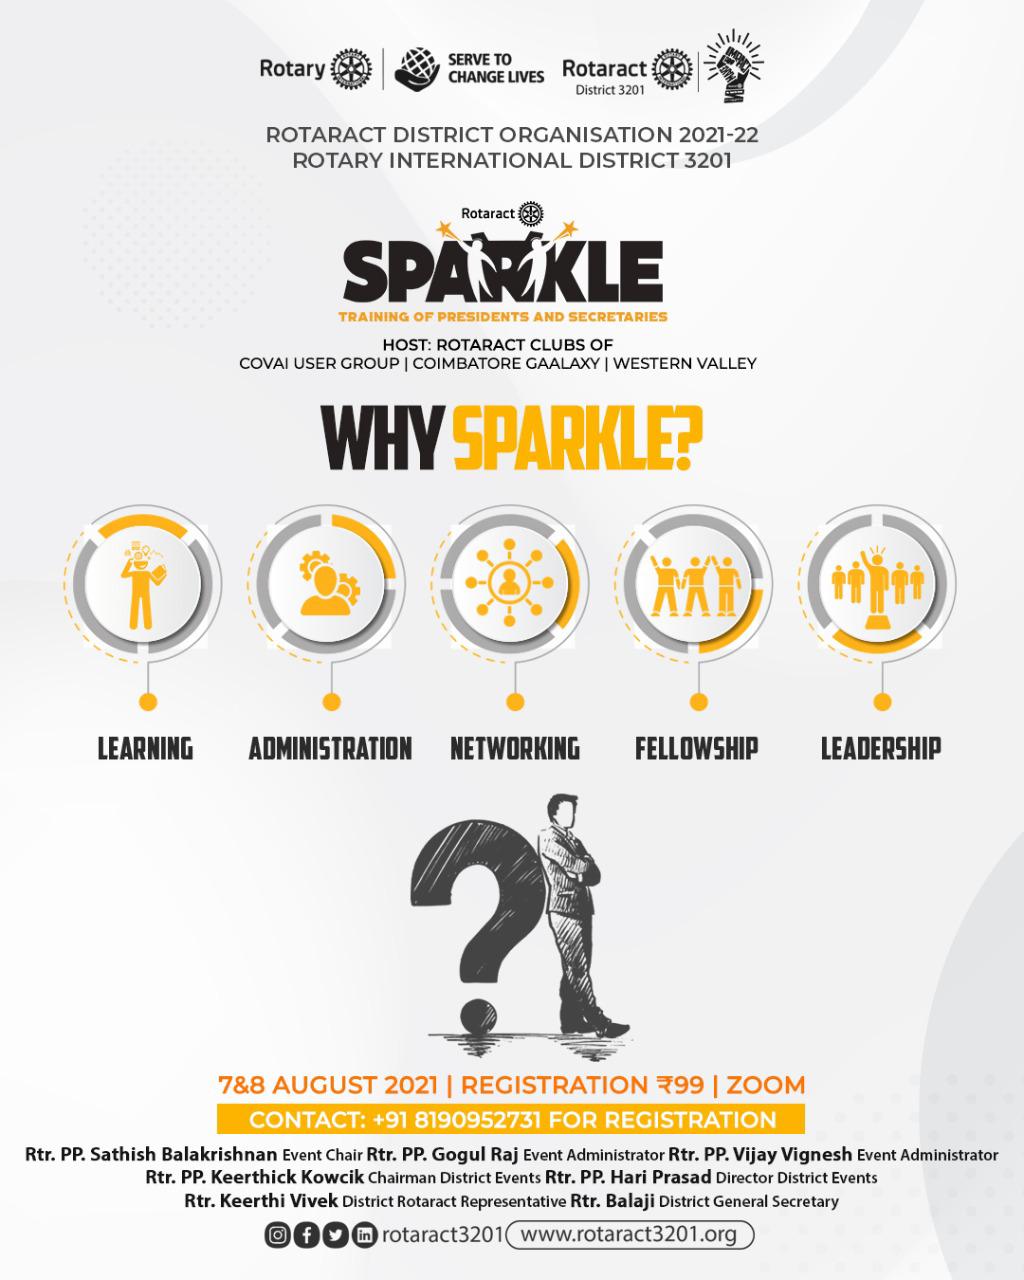 Rotary
SERVE TO
CHANGE LIVES
Rotaract
District 3201
ROTARACT DISTRICT ORGANISATION 2021-22
ROTARY INTERNATIONAL DISTRICT 3201
Rotaract
SPARKLE
TRAINING OF PRESIDENTS AND SECRETARIES
HOST: ROTARACT CLUBS OF
COVAI USER GROUP | COIMBATORE GAALAXY | WESTERN VALLEY
WHY SPARKLE?
LEARNING ADMINISTRATION NETWORKING FELLOWSHIP LEADERSHIP
7&8 AUGUST 2021 | REGISTRATION ₹99 | ZOOM
CONTACT: +91 8190952731 FOR REGISTRATION
Rtr. PP. Sathish Balakrishnan Event Chair Rtr. PP. Gogul Raj Event Administrator Rtr. PP. Vijay Vignesh Event Administrator
Rtr. PP. Keerthick Kowcik Chairman District Events Rtr. PP. Hari Prasad Director District Events
Rtr. Keerthi Vivek District Rotaract Representative Rtr. Balaji District General Secretary
rotaract3201 www.rotaract3201.org